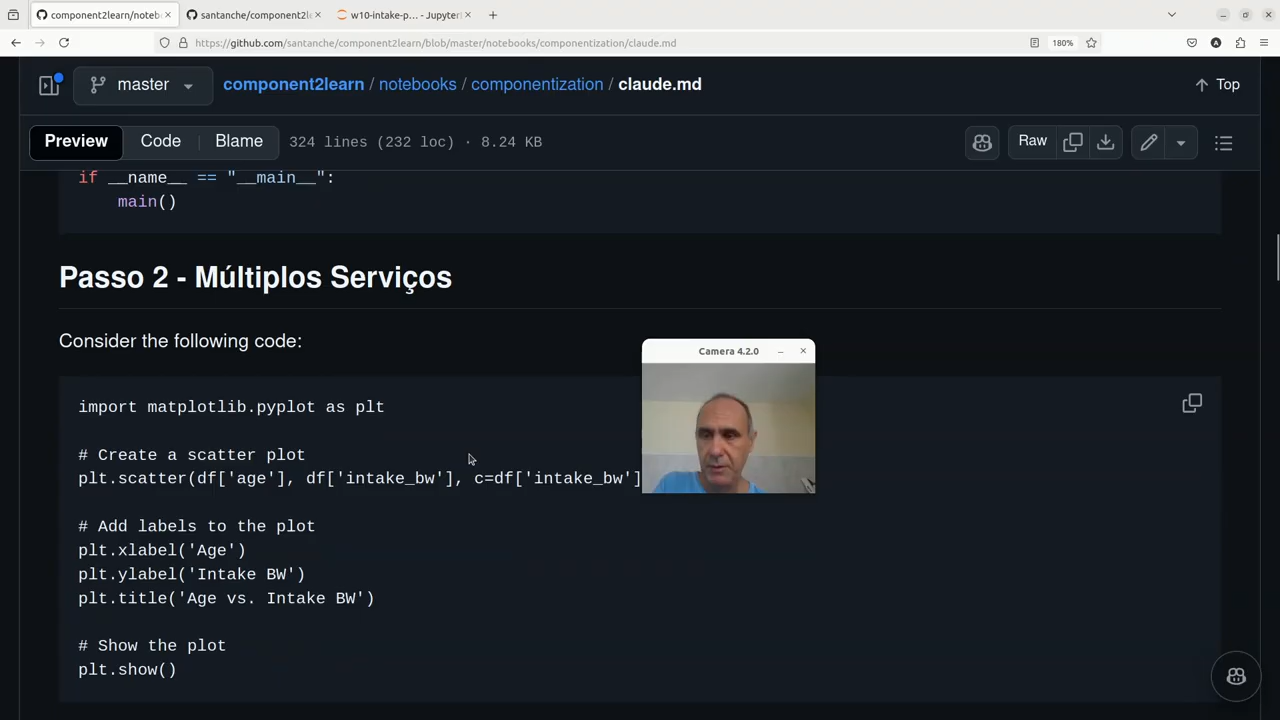 component2learn/noteb
santanche/component2l
w10-intake-p... - Jupyter
https://github.com/santanche/component2learn/blob/master/notebooks/componentization/claude.md
180%
master
component2learn / notebooks / componentization / claude.md
Top
Preview
Code
Blame
324 lines (232 loc) · 8.24 KB
Raw
if __name__ == "__main__":
main()
Passo 2 - Múltiplos Serviços
Consider the following code:
Camera 4.2.0
import matplotlib.pyplot as plt
# Create a scatter plot
plt.scatter(df['age'], df['intake_bw'], c=df['intake_bw']
# Add labels to the plot
plt.xlabel('Age')
plt.ylabel('Intake BW')
plt.title('Age vs. Intake BW')
# Show the plot
plt.show()